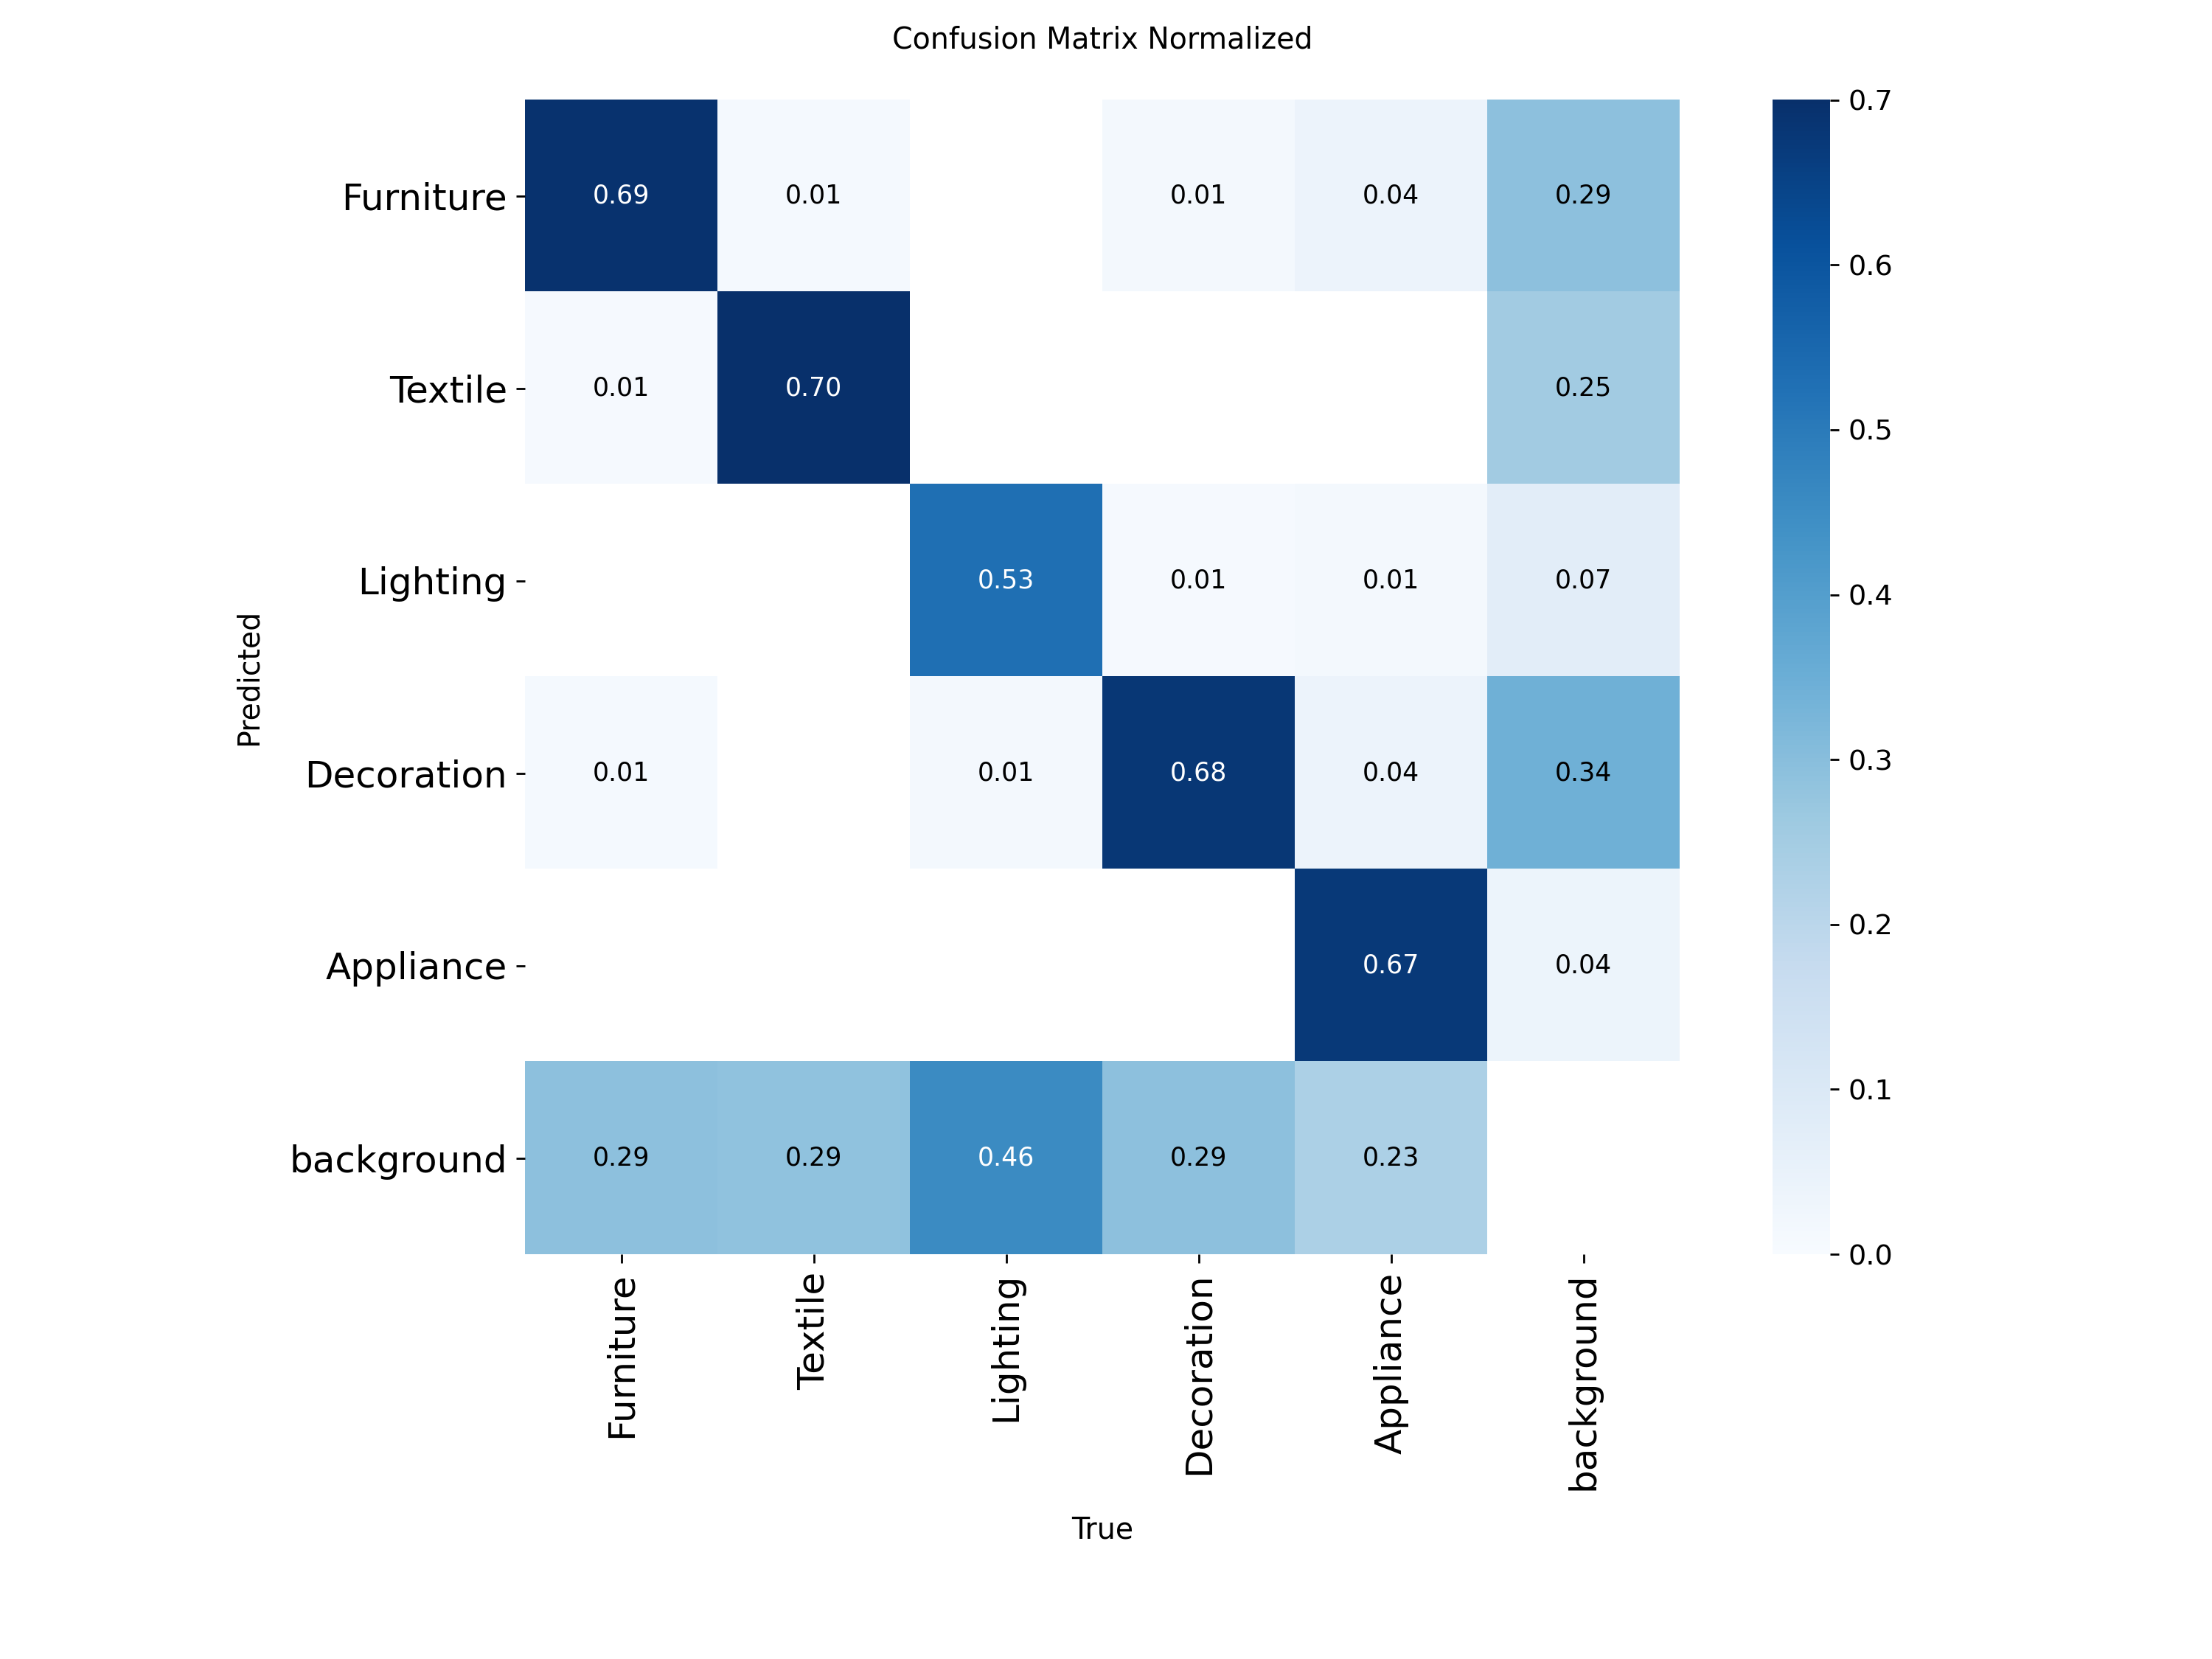 Confusion Matrix Normalized
Furniture 0.69 0.01 0.01 0.04 0.29
Textile 0.01 0.70 0.25
Lighting 0.53 0.01 0.01 0.07
Decoration 0.01 0.01 0.68 0.04 0.34
Appliance 0.67 0.04
background 0.29 0.29 0.46 0.29 0.23
Predicted
Furniture Textile Lighting Decoration Appliance background
True
0.7
0.6
0.5
0.4
0.3
0.2
0.1
0.0